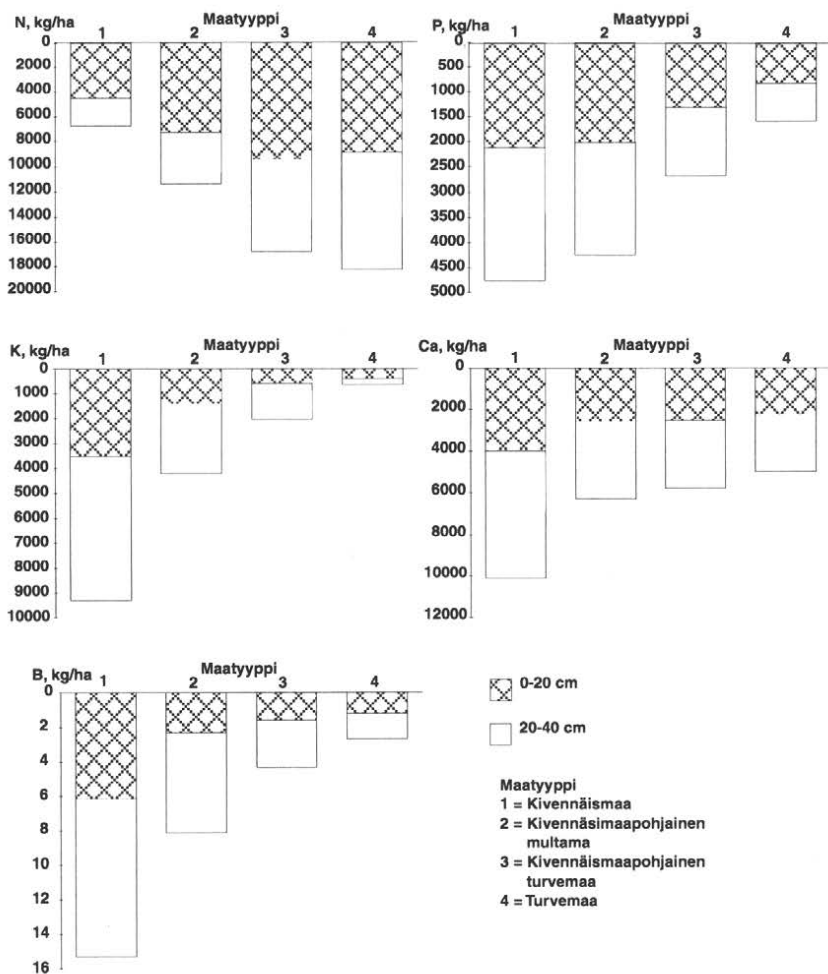 N, kg/ha
Maatyyppi
1 2 3 4
0
2000
4000
6000
8000
10000
12000
14000
16000
18000
20000
P, kg/ha
Maatyyppi
1 2 3 4
0
500
1000
1500
2000
2500
3000
3500
4000
4500
5000
K, kg/ha
Maatyyppi
1 2 3 4
0
1000
2000
3000
4000
5000
6000
7000
8000
9000
10000
Ca, kg/ha
Maatyyppi
1 2 3 4
0
2000
4000
6000
8000
10000
12000
B, kg/ha
Maatyyppi
1 2 3 4
0
2
4
6
8
10
12
14
16
0-20 cm
20-40 cm
Maatyyppi
1 = Kivennäismaa
2 = Kivennäsimaapohjainen
multama
3 = Kivennäismaapohjainen
turvemaa
4 = Turvemaa